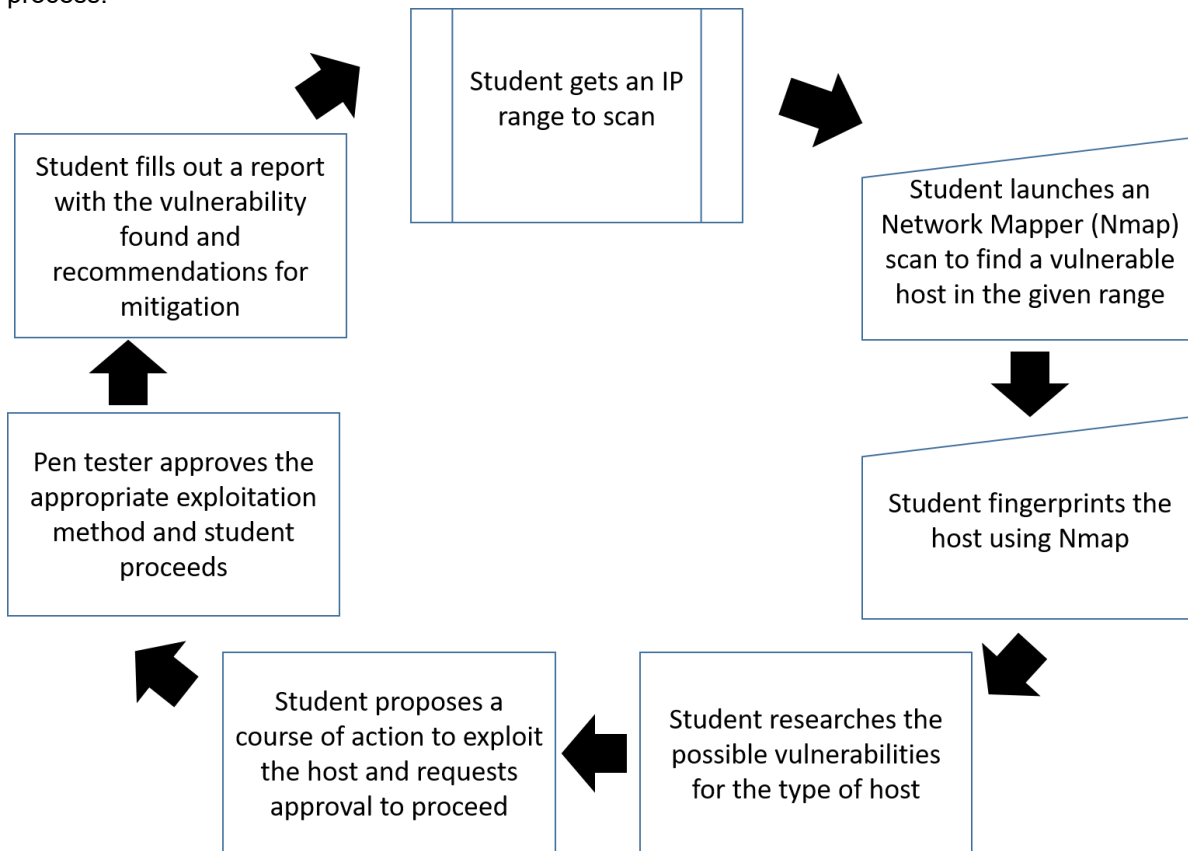 process.
Student gets an IP
range to scan
Student launches an
Network Mapper (Nmap)
scan to find a vulnerable
host in the given range
Student fingerprints the
host using Nmap
Student researches the
possible vulnerabilities
for the type of host
Student proposes a
course of action to exploit
the host and requests
approval to proceed
Pen tester approves the
appropriate exploitation
method and student
proceeds
Student fills out a report
with the vulnerability
found and
recommendations for
mitigation